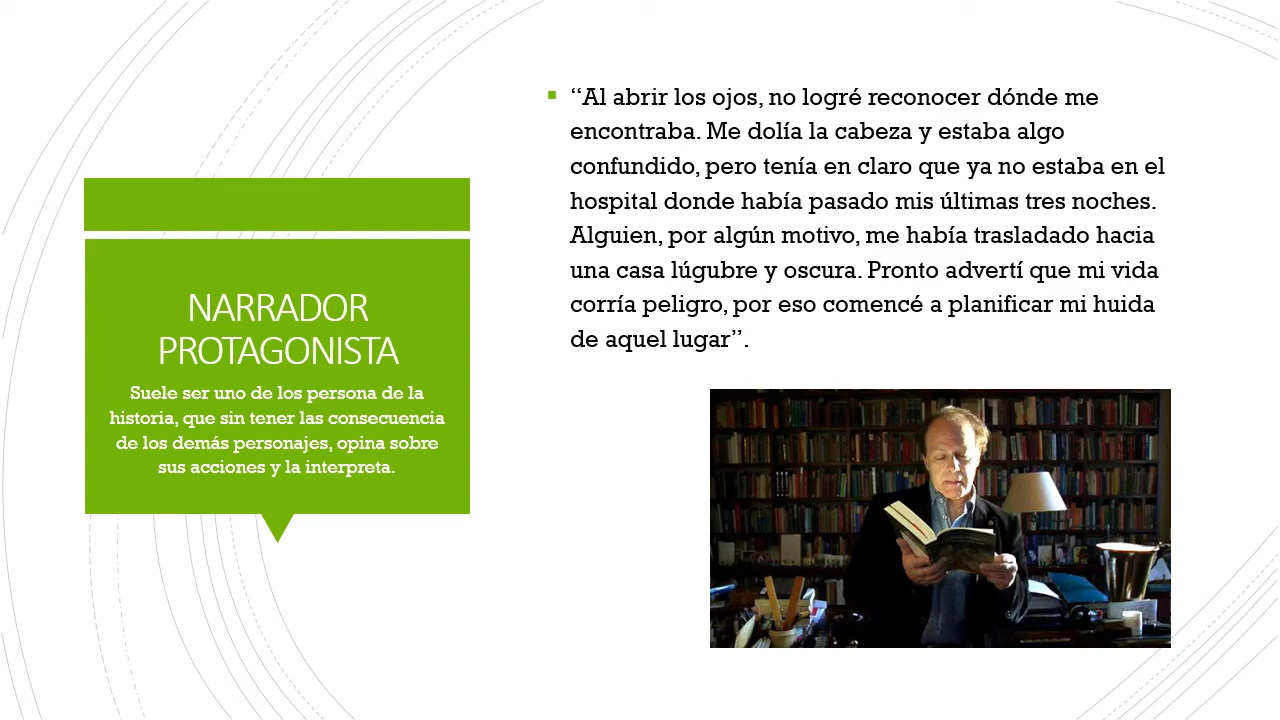 NARRADOR
PROTAGONISTA
Suele ser uno de los persona de la
historia, que sin tener las consecuencia
de los demás personajes, opina sobre
sus acciones y la interpreta.
“Al abrir los ojos, no logré reconocer dónde me
encontraba. Me dolía la cabeza y estaba algo
confundido, pero tenía en claro que ya no estaba en el
hospital donde había pasado mis últimas tres noches.
Alguien, por algún motivo, me había trasladado hacia
una casa lúgubre y oscura. Pronto advertí que mi vida
corría peligro, por eso comencé a planificar mi huida
de aquel lugar”.